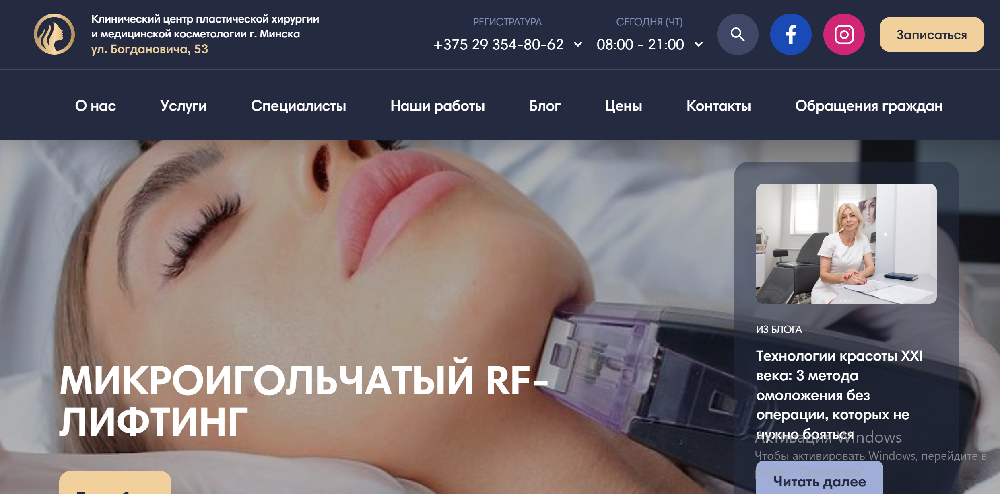 Клинический центр пластической хирургии
и медицинской косметологии г. Минска
ул. Богдановича, 53
РЕГИСТРАТУРА
+375 29 354-80-62
СЕГОДНЯ (ЧТ)
08:00 - 21:00
Записаться
О нас
Услуги
Специалисты
Наши работы
Блог
Цены
Контакты
Обращения граждан
МИКРОИГОЛЬЧАТЫЙ RF-
ЛИФТИНГ
ИЗ БЛОГА
Технологии красоты XXI
века: 3 метода
омоложения без
операции, которых не
нужно бояться
Активация Windows
Чтобы активировать Windows, перейдите в
раздел "Параметры".
Читать далее